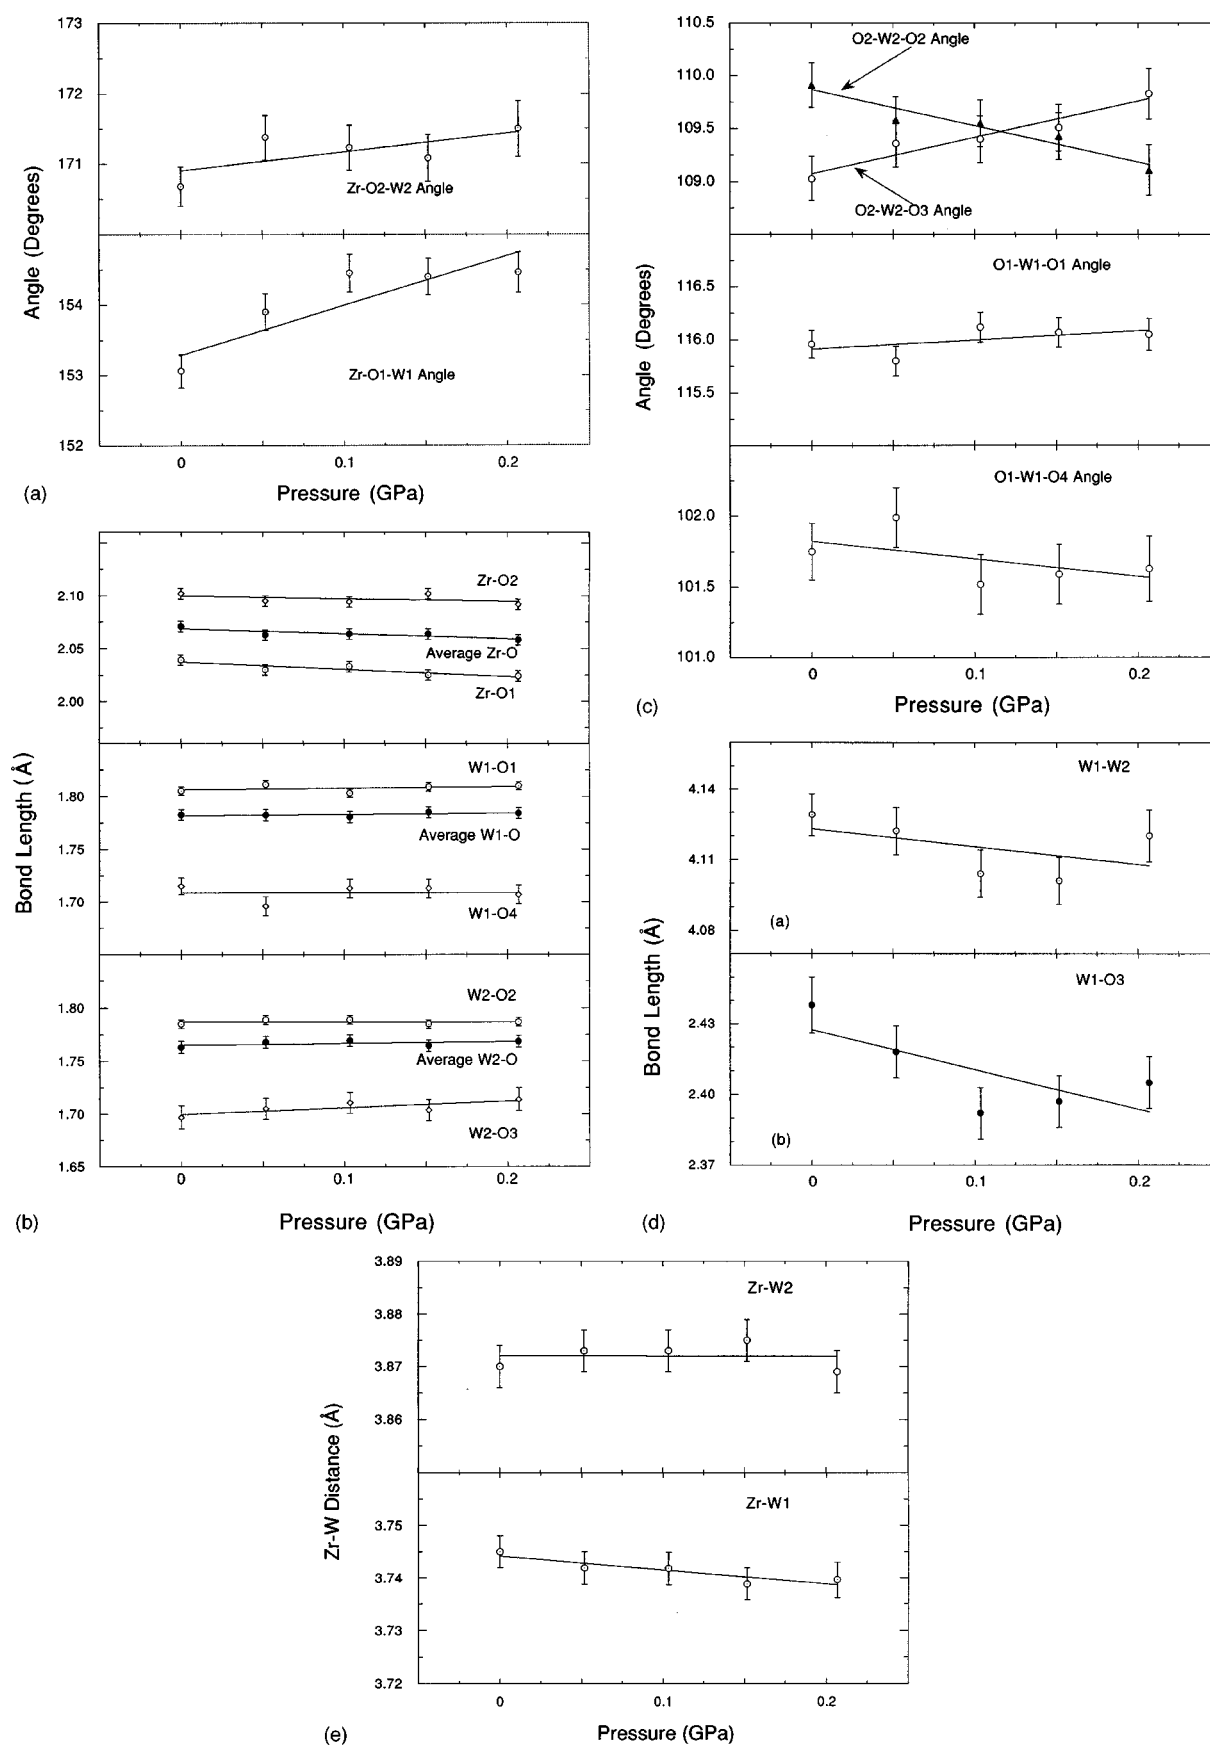 173
172
171
Zr-O2-W2 Angle
154
Zr-O1-W1 Angle
153
152
Angle (Degrees)
0
0.1
0.2
(a)
Pressure (GPa)
110.5
O2-W2-O2 Angle
110.0
109.5
109.0
O2-W2-O3 Angle
O1-W1-O1 Angle
116.5
116.0
115.5
O1-W1-O4 Angle
102.0
101.5
101.0
Angle (Degrees)
0
0.1
0.2
(c)
Pressure (GPa)
Zr-O2
2.10
Average Zr-O
2.05
Zr-O1
2.00
W1-O1
1.80
Average W1-O
1.75
1.70
W1-O4
W2-O2
1.80
Average W2-O
1.75
1.70
W2-O3
1.65
Bond Length (Å)
0
0.1
0.2
(b)
Pressure (GPa)
W1-W2
4.14
4.11
(a)
4.08
W1-O3
2.43
2.40
(b)
2.37
Bond Length (Å)
0
0.1
0.2
(d)
Pressure (GPa)
3.89
Zr-W2
3.88
3.87
3.86
Zr-W1
3.75
3.74
3.73
3.72
Zr-W Distance (Å)
0
0.1
0.2
(e)
Pressure (GPa)